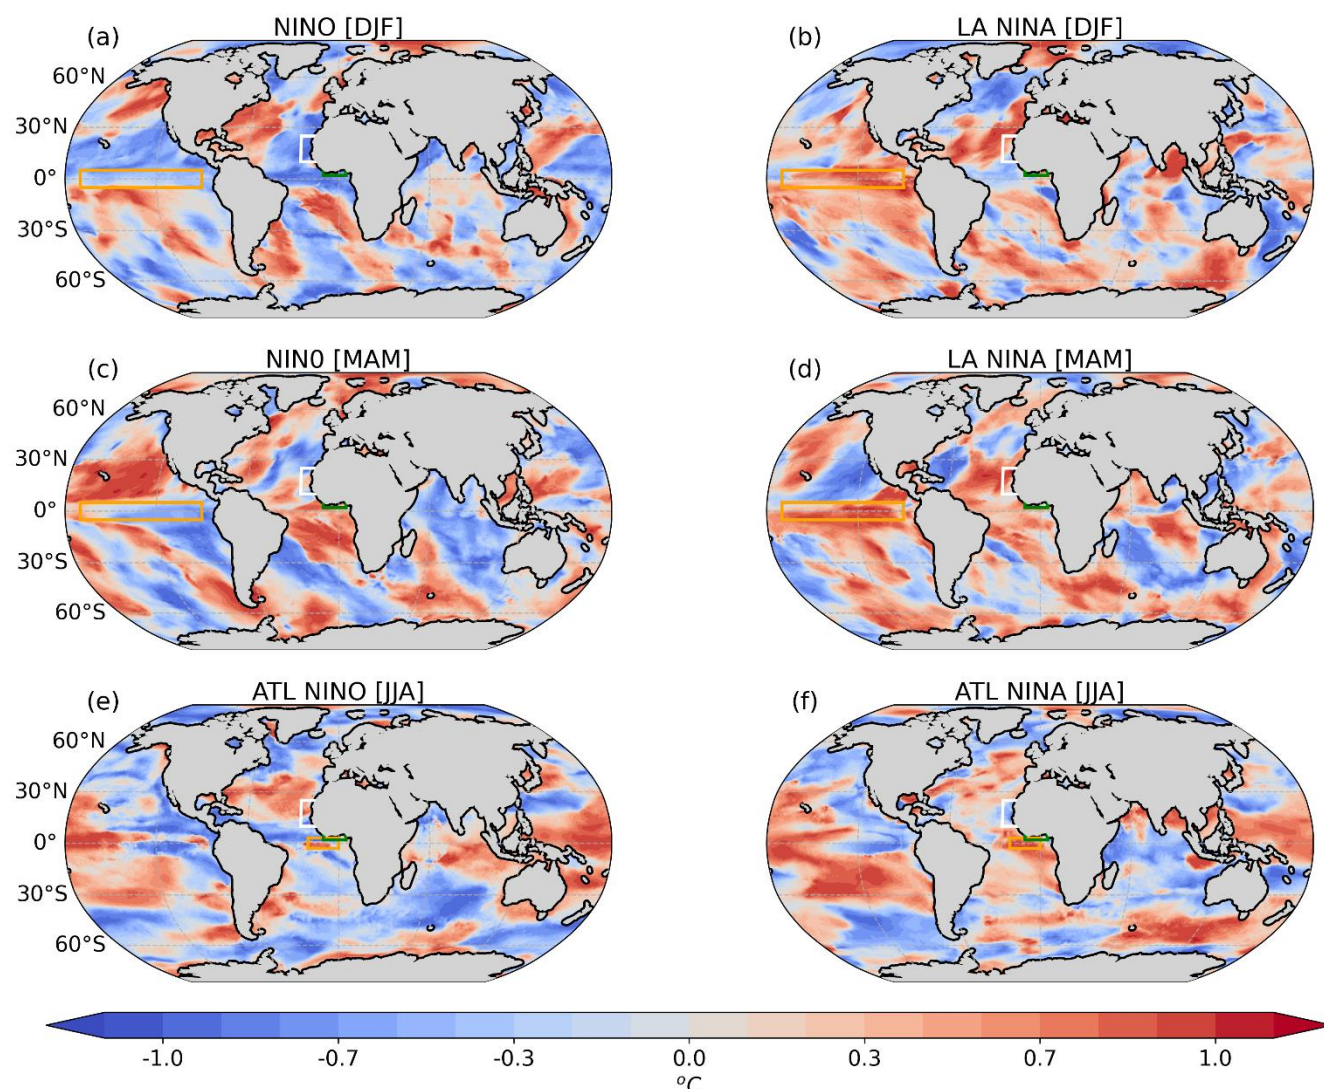 (a) NINO [DJF]
(b) LA NINA [DJF]
60°N
30°N
0°
30°S
60°S
(c) NIN0 [MAM]
(d) LA NINA [MAM]
60°N
30°N
0°
30°S
60°S
(e) ATL NINO [JJA]
(f) ATL NINA [JJA]
60°N
30°N
0°
30°S
60°S
-1.0 -0.7 -0.3 0.0 0.3 0.7 1.0
°C